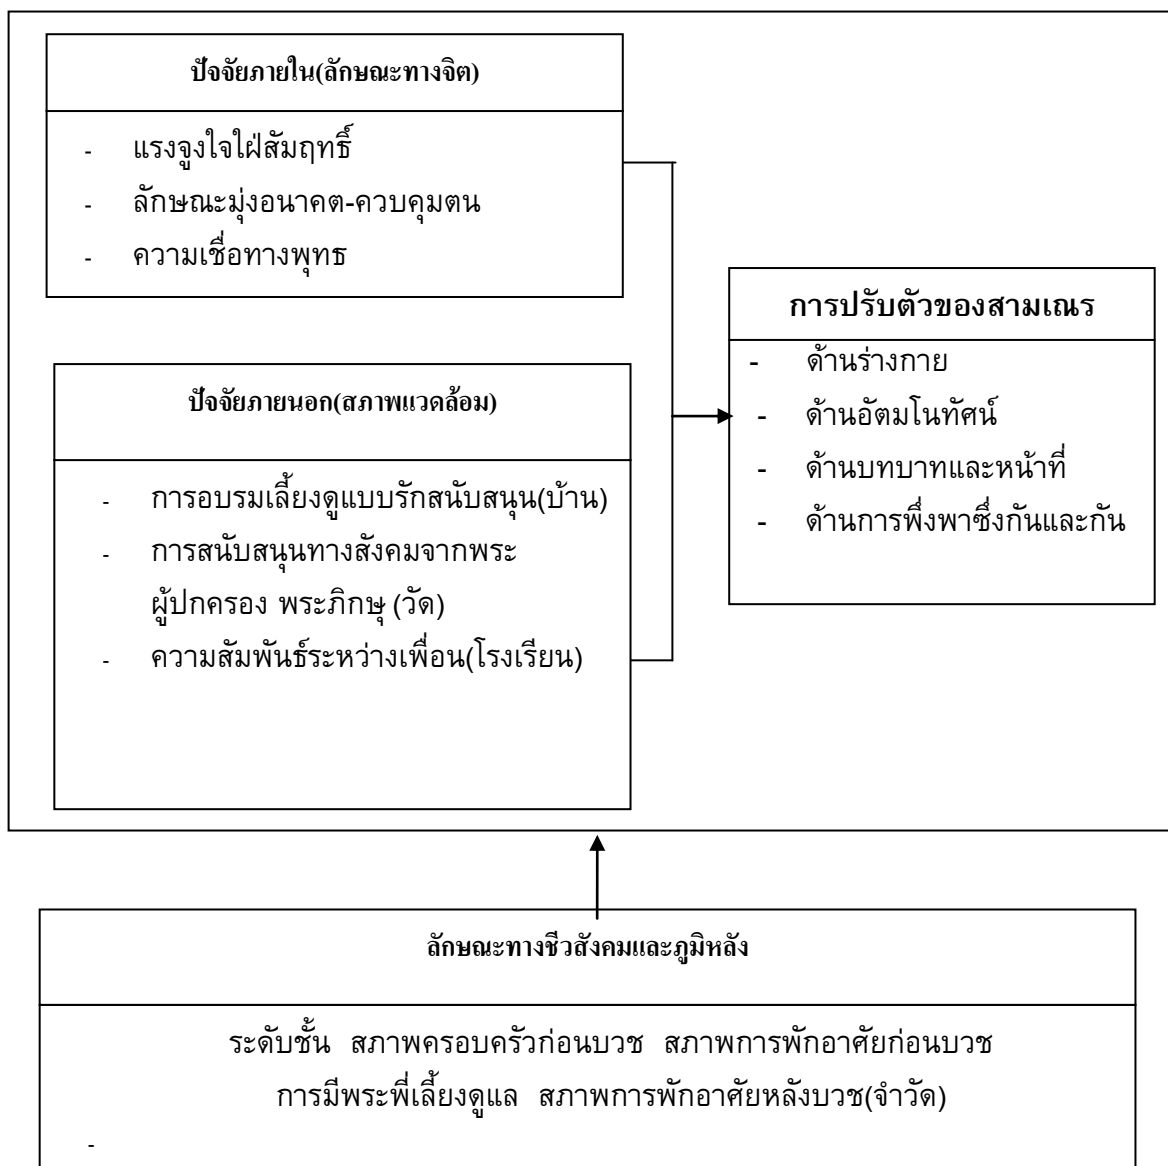 ปัจจัยภายใน(ลักษณะทางจิต)
- แรงจูงใจใฝ่สัมฤทธิ์
- ลักษณะมุ่งอนาคต-ควบคุมตน
- ความเชื่อทางพุทธ
ปัจจัยภายนอก(สภาพแวดล้อม)
- การอบรมเลี้ยงดูแบบรักสนับสนุน(บ้าน)
- การสนับสนุนทางสังคมจากพระ
ผู้ปกครอง พระภิกษุ (วัด)
- ความสัมพันธ์ระหว่างเพื่อน(โรงเรียน)
การปรับตัวของสามเณร
- ด้านร่างกาย
- ด้านอัตมโนทัศน์
- ด้านบทบาทและหน้าที่
- ด้านการพึ่งพาซึ่งกันและกัน
ลักษณะทางชีวสังคมและภูมิหลัง
ระดับชั้น สภาพครอบครัวก่อนบวช สภาพการพักอาศัยก่อนบวช
การมีพระพี่เลี้ยงดูแล สภาพการพักอาศัยหลังบวช(จำวัด)
-